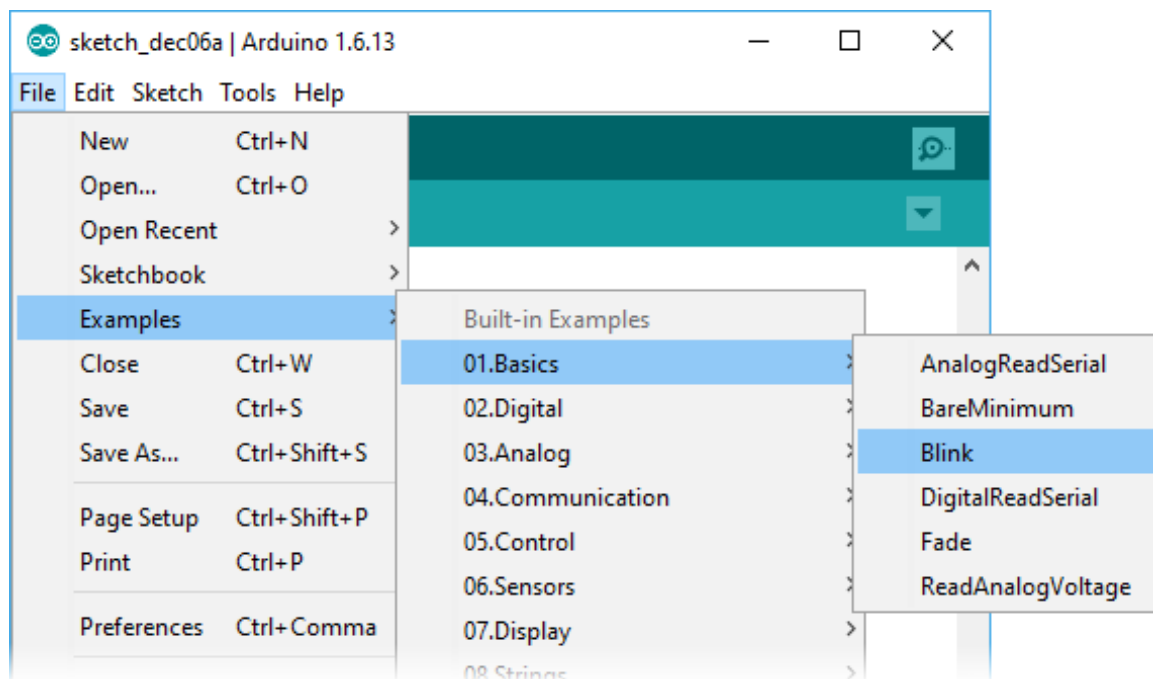 sketch_dec06a | Arduino 1.6.13
File Edit Sketch Tools Help
New Ctrl+N
Open... Ctrl+O
Open Recent
Sketchbook
Examples
Close Ctrl+W
Save Ctrl+S
Save As... Ctrl+Shift+S
Page Setup Ctrl+Shift+P
Print Ctrl+P
Preferences Ctrl+Comma
Built-in Examples
01.Basics
02.Digital
03.Analog
04.Communication
05.Control
06.Sensors
07.Display
08.Strings
AnalogReadSerial
BareMinimum
Blink
DigitalReadSerial
Fade
ReadAnalogVoltage